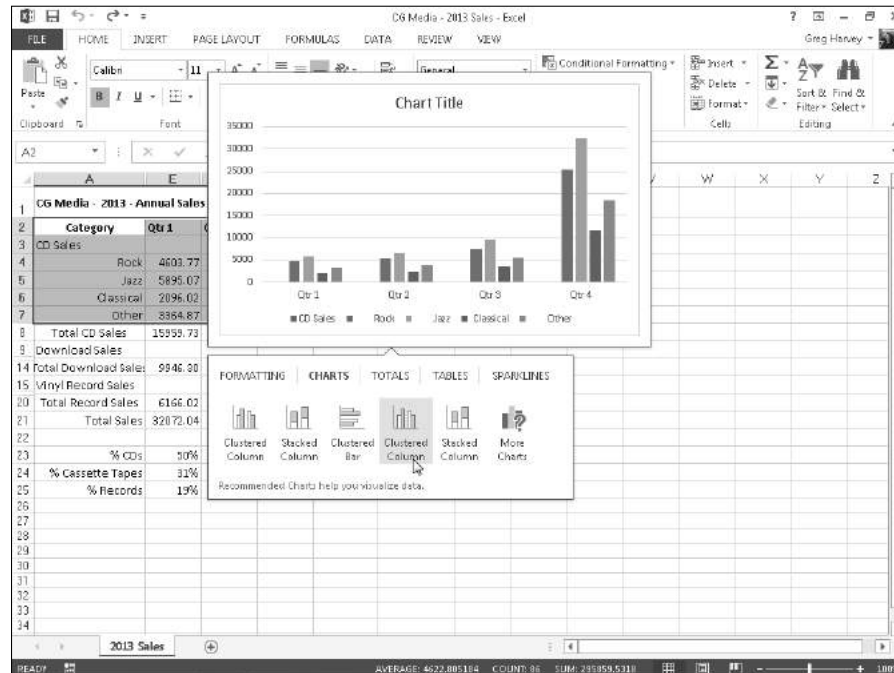 CG Media - 2013 Sales - Excel
?
FILE HOME INSERT PAGE LAYOUT FORMULAS DATA REVIEW VIEW
Greg Harvey
Paste
Calibri 11
B I U
General
Conditional Formatting
Insert
Delete
Format
Sort & Filter
Find & Select
Clipboard
Font
Cells
Editing
A2
A E W X Y Z
1 CG Media - 2013 - Annual Sales
2 Category Qtr 1
3 CD Sales
4 Rock 4603.77
5 Jazz 5895.07
6 Classical 2096.02
7 Other 3364.87
8 Total CD Sales 15959.73
9 Download Sales
14 Total Download Sales 9946.30
15 Vinyl Record Sales
20 Total Record Sales 6166.02
21 Total Sales 32072.04
22
23 % CDs 50%
24 % Cassette Tapes 31%
25 % Records 19%
26
27
28
29
30
31
32
33
34
Chart Title
35000
30000
25000
20000
15000
10000
5000
0
Qtr 1 Qtr 2 Qtr 3 Qtr 4
CD Sales Rock Jazz Classical Other
FORMATTING CHARTS TOTALS TABLES SPARKLINES
Clustered Column
Stacked Column
Clustered Bar
Clustered Column
Stacked Column
More Charts
Recommended Charts help you visualize data.
2013 Sales
READY
AVERAGE: 4622.805184 COUNT: 86 SUM: 295859.5318
100%